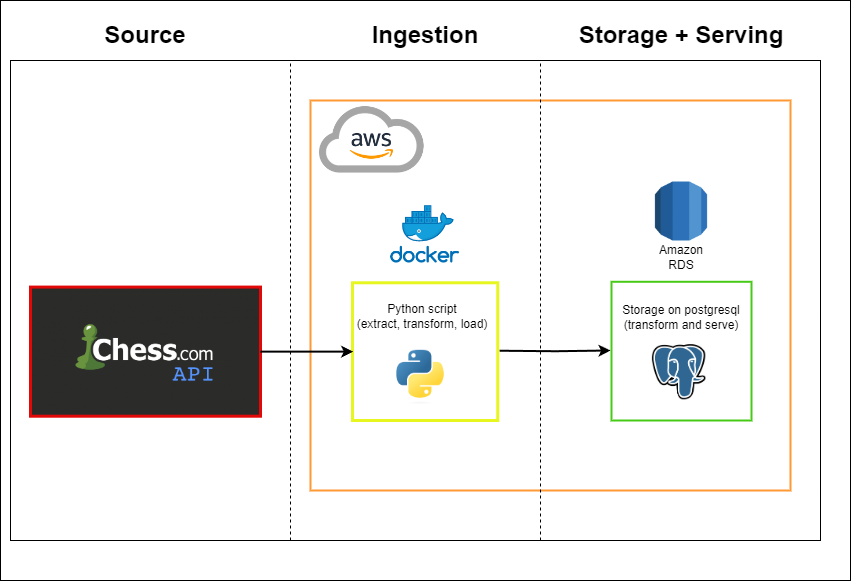 Source
Ingestion
Storage + Serving
aws
docker
Amazon
RDS
Chess.com
API
Python script
(extract, transform, load)
Storage on postgresql
(transform and serve)